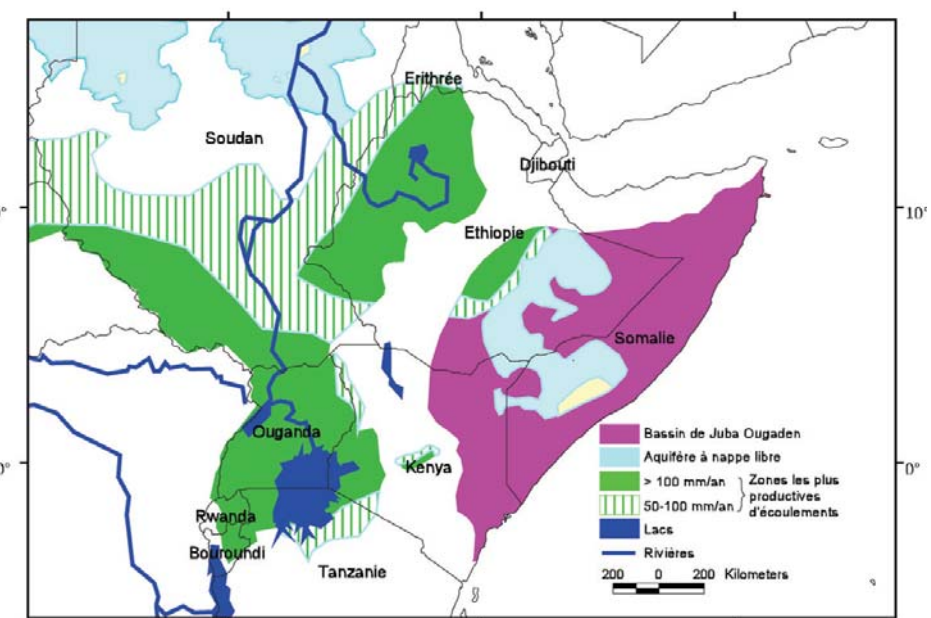 Erithrée
Soudan
Djibouti
10°
Ethiopie
Somalie
Ouganda
Kenya
0°
0°
Rwanda
Bouroundi
Tanzanie
Bassin de Juba Ougaden
Aquifère à nappe libre
> 100 mm/an
50-100 mm/an
Zones les plus
productives
d'écoulements
Lacs
Rivières
200 0 200 Kilometers